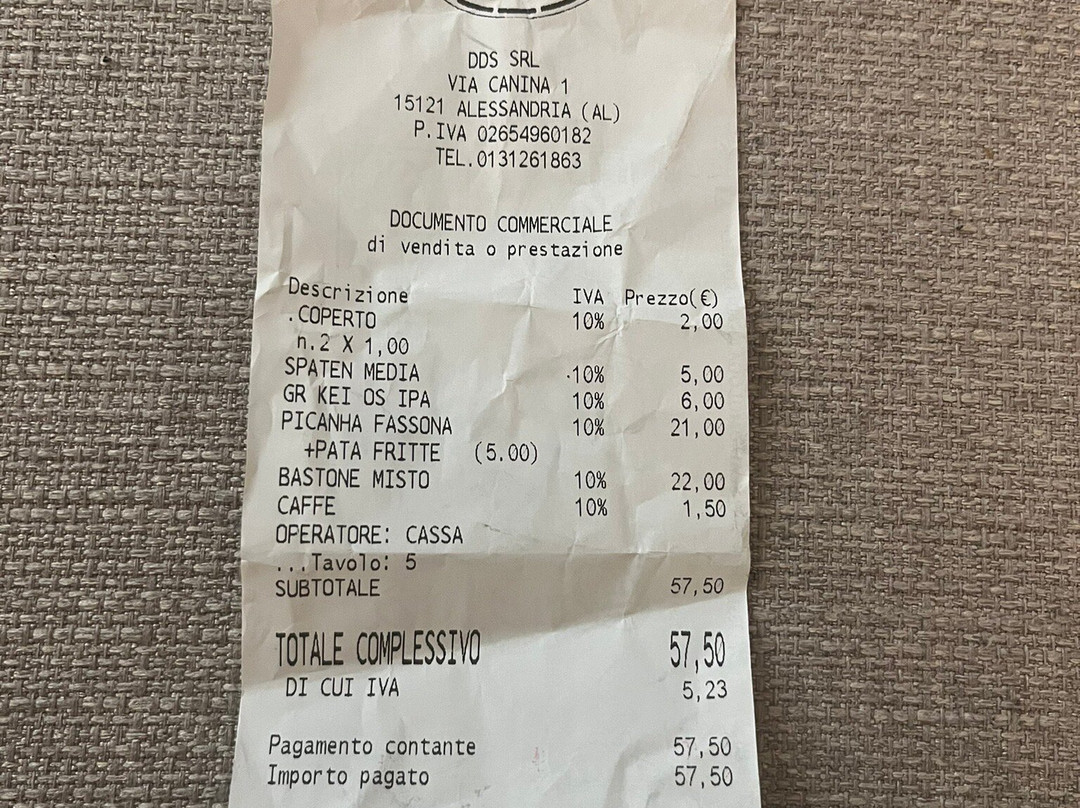 DDS SRL
VIA CANINA 1
15121 ALESSANDRIA (AL)
P.IVA 02654960182
TEL.0131261863
DOCUMENTO COMMERCIALE
di vendita o prestazione
Descrizione IVA Prezzo(€)
.COPERTO 10% 2,00
n.2 X 1,00
SPATEN MEDIA 10% 5,00
GR KEI OS IPA 10% 6,00
PICANHA FASSONA 10% 21,00
+PATA FRITTE (5.00)
BASTONE MISTO 10% 22,00
CAFFE 10% 1,50
OPERATORE: CASSA
...Tavolo: 5
SUBTOTALE 57,50
TOTALE COMPLESSIVO 57,50
DI CUI IVA 5,23
Pagamento contante 57,50
Importo pagato 57,50